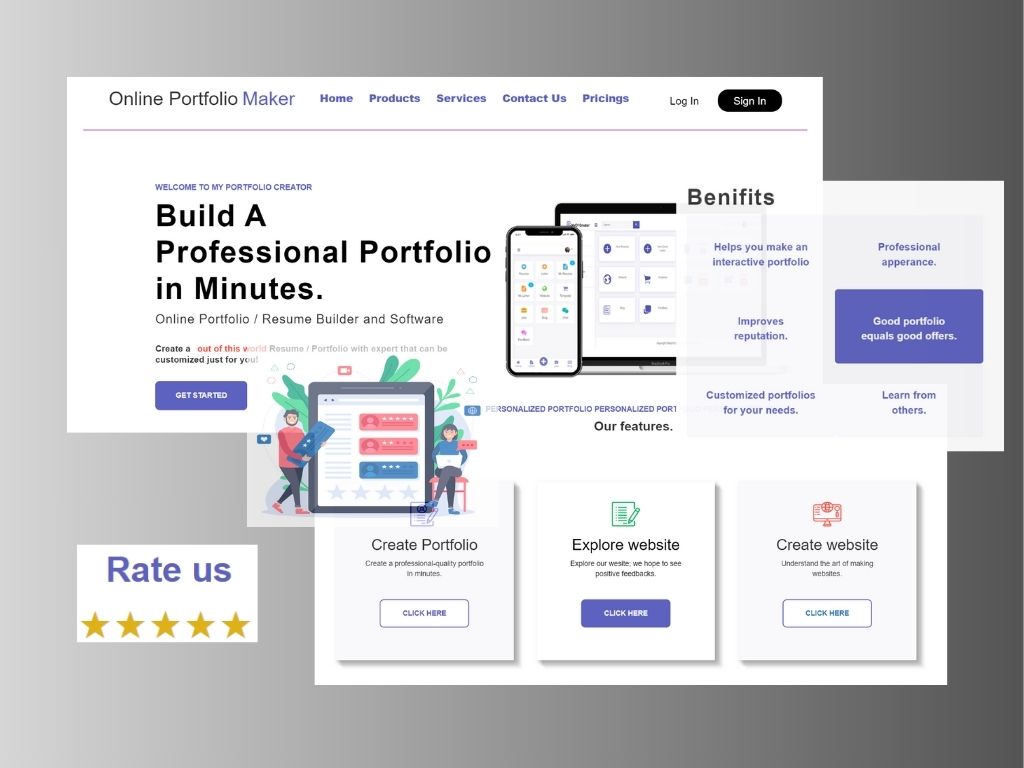 Online Portfolio Maker
Home Products Services Contact Us Pricings
Log In
Sign In
WELCOME TO MY PORTFOLIO CREATOR
Build A
Professional Portfolio
in Minutes.
Online Portfolio / Resume Builder and Software
Create a out of this world Resume / Portfolio with expert that can be
customized just for you!
GET STARTED
Benifits
Helps you make an
interactive portfolio
Professional
apperance.
Improves
reputation.
Good portfolio
equals good offers.
Customized portfolios
for your needs.
Learn from
others.
PERSONALIZED PORTFOLIO PERSONALIZED PORT
Our features.
Create Portfolio
Create a professional-quality portfolio
in minutes.
CLICK HERE
Explore website
Explore our wesite; we hope to see
positive feedbacks.
CLICK HERE
Create website
Understand the art of making
websites.
CLICK HERE
Rate us